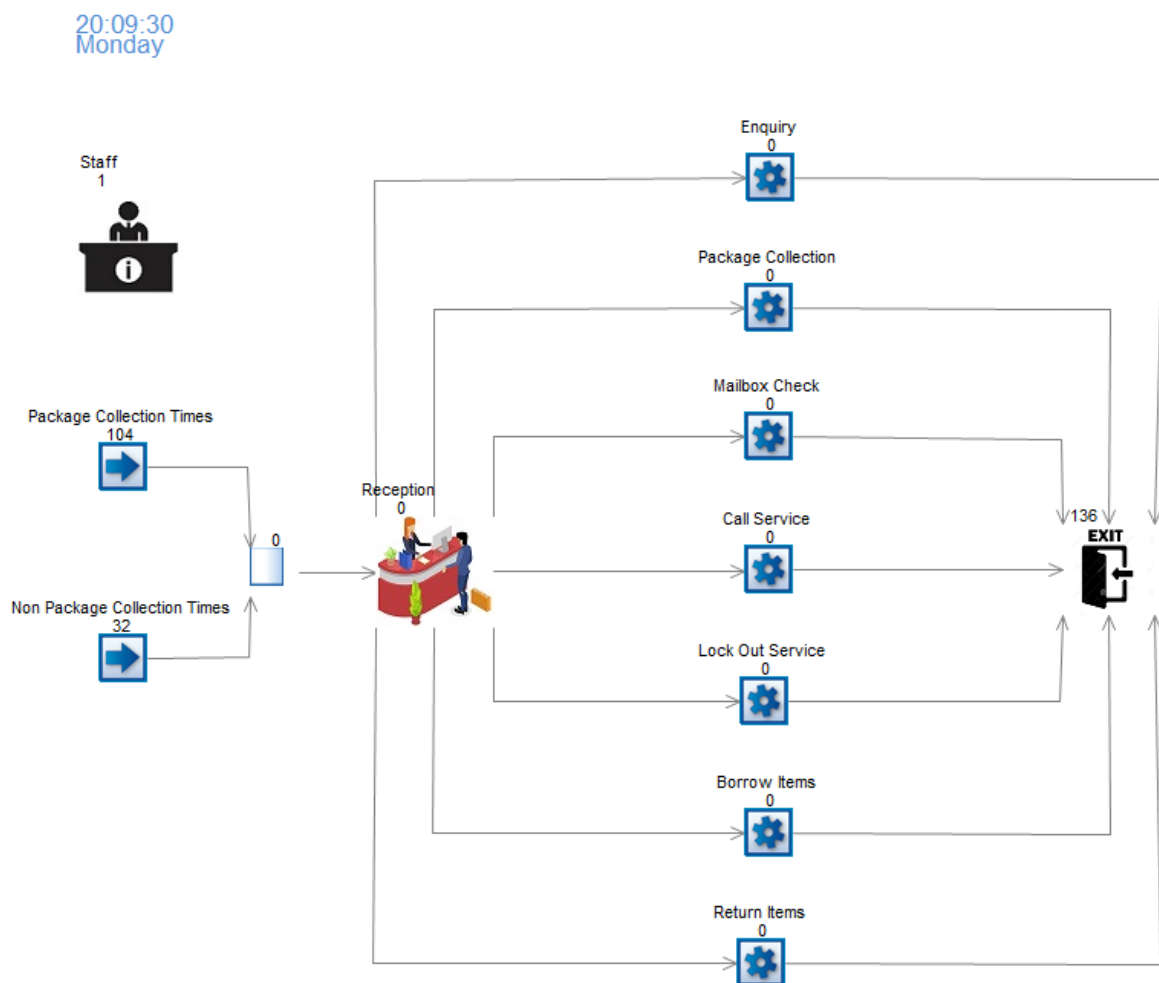 20:09:30
Monday
Enquiry
0
Staff
1
Package Collection
0
Mailbox Check
0
Package Collection Times
104
Reception
0
Call Service
0
136
EXIT
0
Non Package Collection Times
32
Lock Out Service
0
Borrow Items
0
Return Items
0